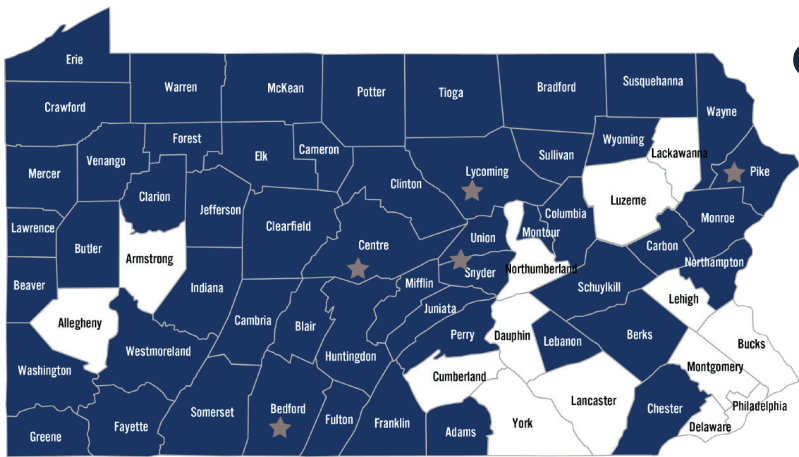 Erie
Warren
McKean
Potter
Tioga
Bradford
Susquehanna
Wayne
Crawford
Forest
Elk
Cameron
Wyoming
Lackawanna
Venango
Sullivan
Mercer
Clarion
Clinton
Lycoming
Pike
Luzerne
Jefferson
Columbia
Monroe
Lawrence
Butler
Clearfield
Centre
Union
Montour
Carbon
Armstrong
Northampton
Northumberland
Snyder
Beaver
Indiana
Mifflin
Schuylkill
Lehigh
Allegheny
Cambria
Blair
Juniata
Perry
Dauphin
Lebanon
Berks
Bucks
Westmoreland
Huntingdon
Washington
Montgomery
Cumberland
Lancaster
Philadelphia
Somerset
Bedford
Chester
Fulton
Franklin
York
Fayette
Delaware
Adams
Greene